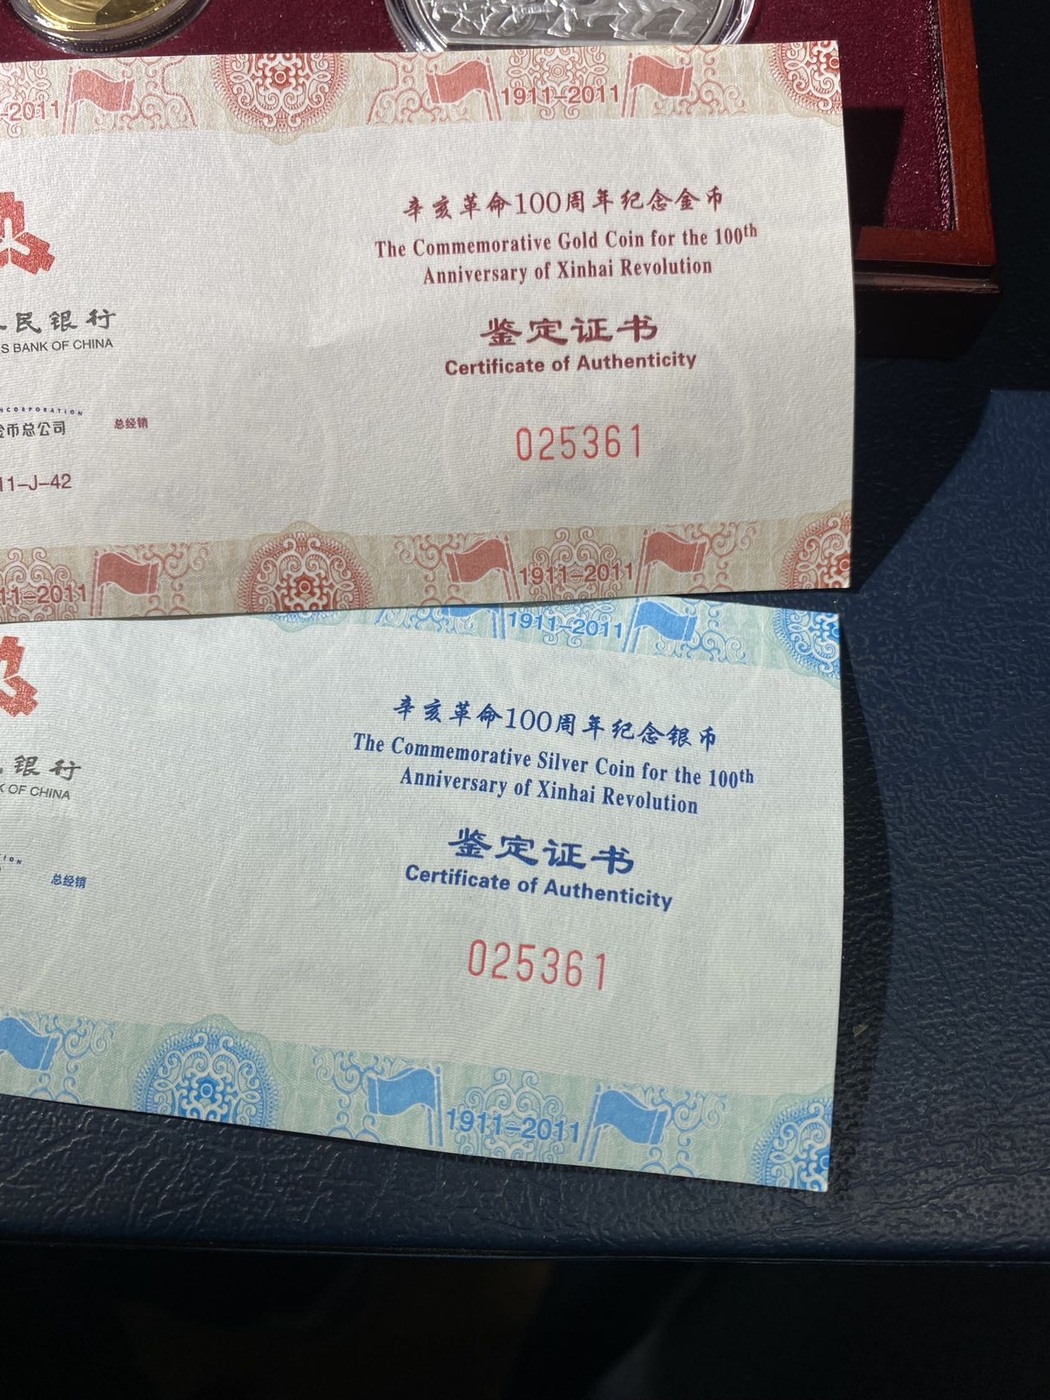 1911–2011
辛亥革命100周年纪念金币
The Commemorative Gold Coin for the 100th
Anniversary of Xinhai Revolution
鉴定证书
Certificate of Authenticity
025361
民银行
BANK OF CHINA
NCORPORATION
币总公司
总经销
11–J–42
1911–2011
1911–2011
辛亥革命100周年纪念银币
The Commemorative Silver Coin for the 100th
Anniversary of Xinhai Revolution
鉴定证书
Certificate of Authenticity
025361
银行
OF CHINA
总经销
1911–2011